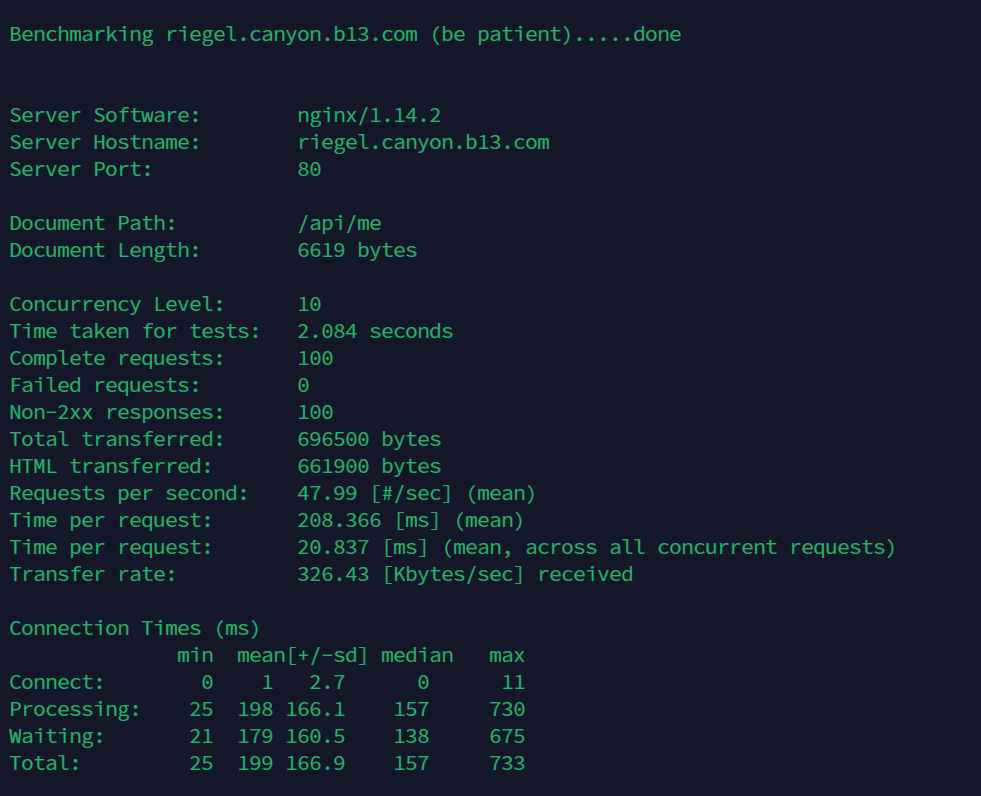 Benchmarking riegel.canyon.b13.com (be patient).....done
Server Software: nginx/1.14.2
Server Hostname: riegel.canyon.b13.com
Server Port: 80
Document Path: /api/me
Document Length: 6619 bytes
Concurrency Level: 10
Time taken for tests: 2.084 seconds
Complete requests: 100
Failed requests: 0
Non-2xx responses: 100
Total transferred: 696500 bytes
HTML transferred: 661900 bytes
Requests per second: 47.99 [#/sec] (mean)
Time per request: 208.366 [ms] (mean)
Time per request: 20.837 [ms] (mean, across all concurrent requests)
Transfer rate: 326.43 [Kbytes/sec] received
Connection Times (ms)
min mean[+/-sd] median max
Connect: 0 1 2.7 0 11
Processing: 25 198 166.1 157 730
Waiting: 21 179 160.5 138 675
Total: 25 199 166.9 157 733